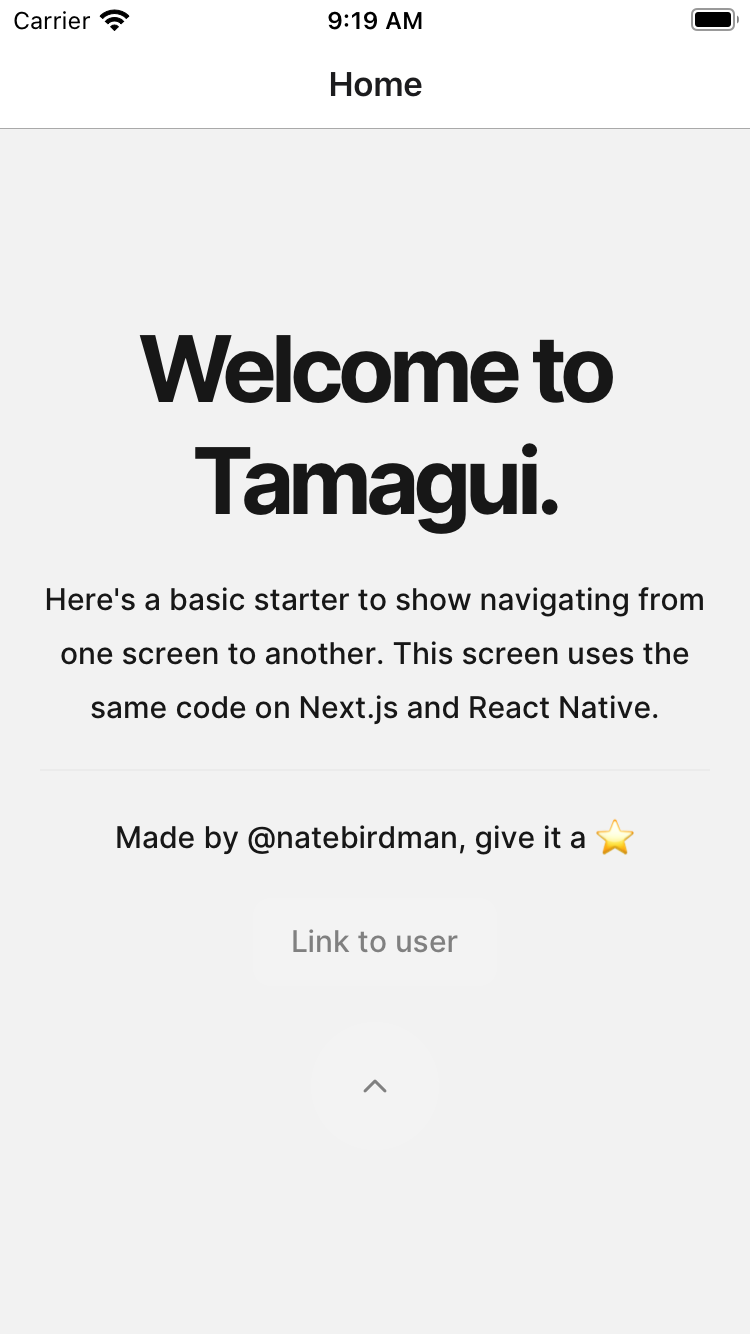 Carrier 9:19 AM
Home
Welcome to
Tamagui.
Here's a basic starter to show navigating from
one screen to another. This screen uses the
same code on Next.js and React Native.
Made by @natebirdman, give it a ⭐
Link to user